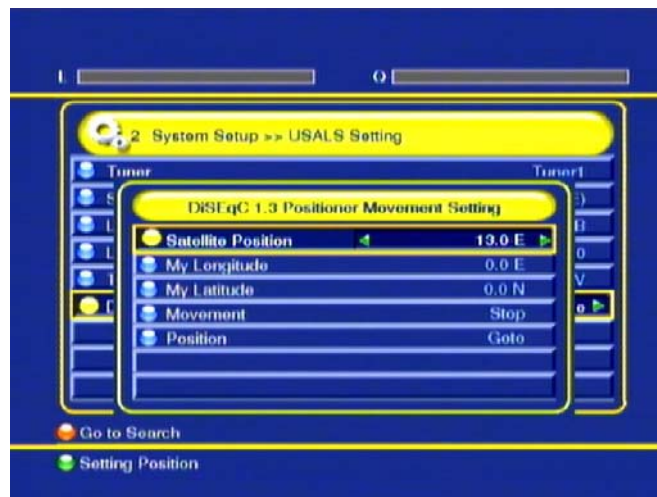 L Q
2 System Setup >> USALS Setting
Tuner Tuner1
DiSEqC 1.3 Positioner Movement Setting
Satellite Position 13.0 E
My Longitude 0.0 E
My Latitude 0.0 N
Movement Stop
Position Goto
Go to Search
Setting Position